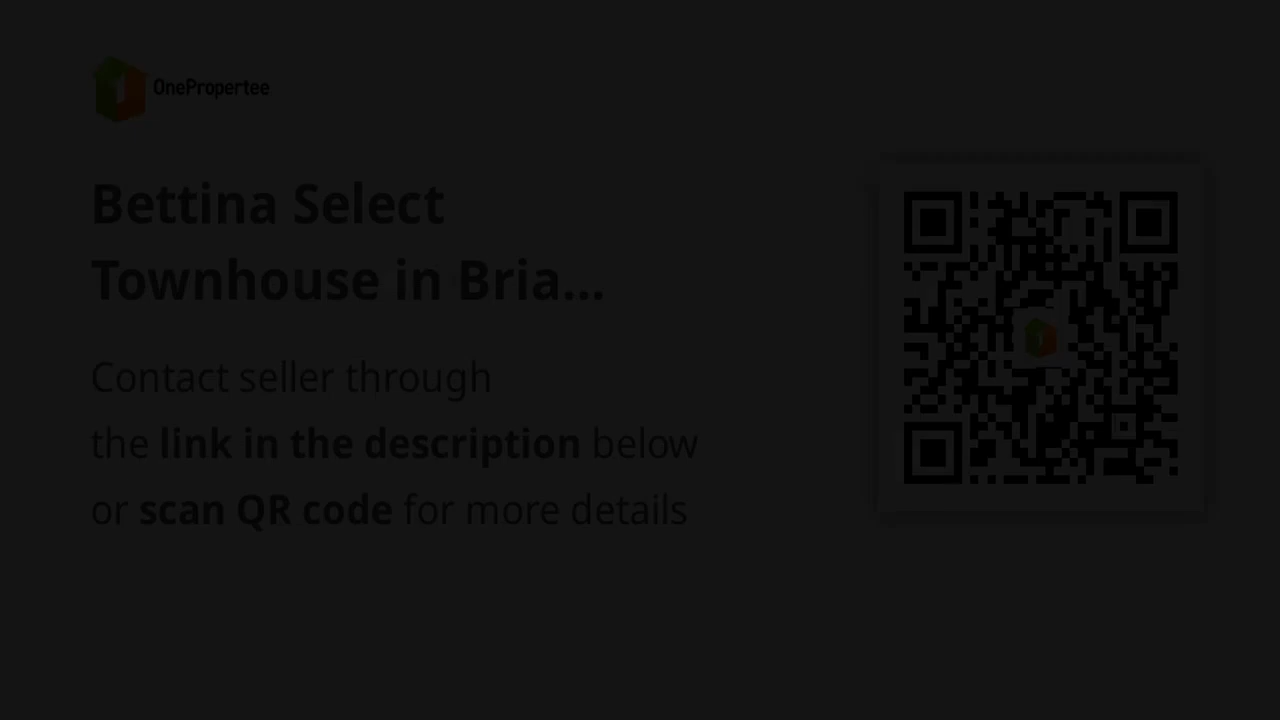 OnePropertee
Bettina Select
Townhouse in Bria...
Contact seller through
the link in the description below
or scan QR code for more details